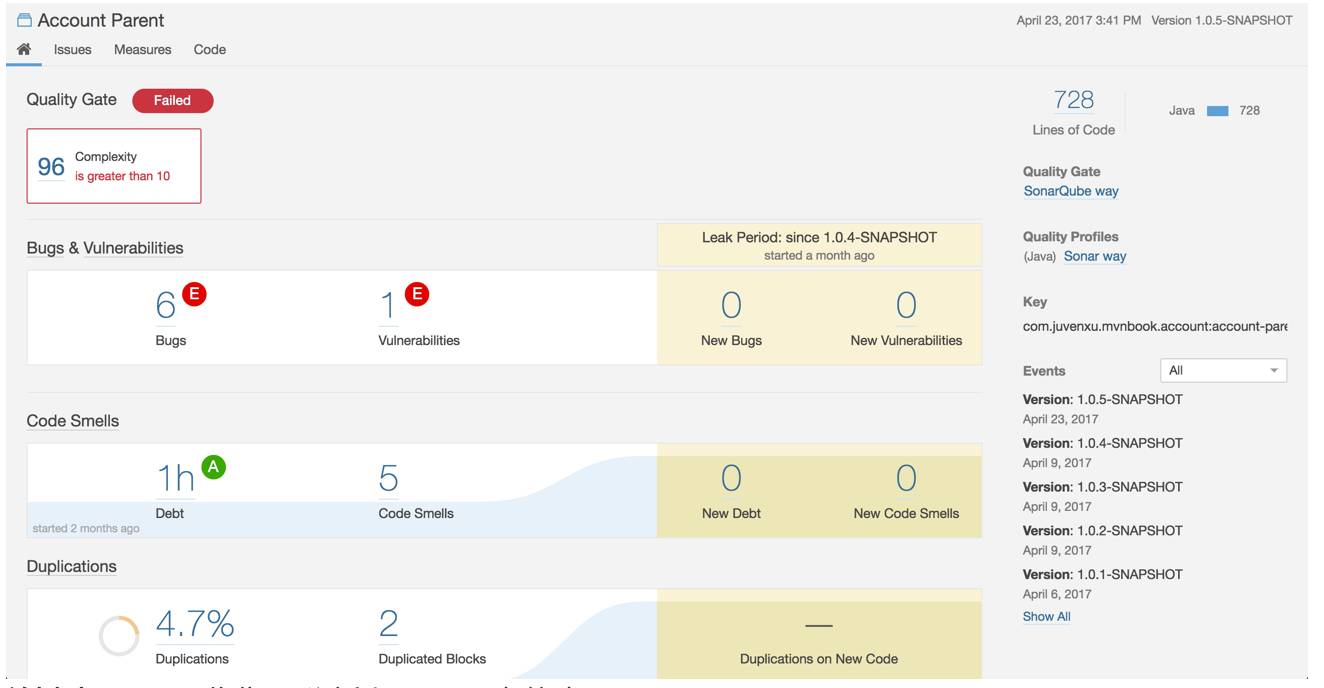 Account Parent
April 23, 2017 3:41 PM Version 1.0.5-SNAPSHOT
Issues Measures Code
Quality Gate Failed
96 Complexity
is greater than 10
728
Lines of Code
Java 728
Quality Gate
SonarQube way
Quality Profiles
(Java) Sonar way
Key
com.juvenxu.mvnbook.account:account-pare
Events All
Version: 1.0.5-SNAPSHOT
April 23, 2017
Version: 1.0.4-SNAPSHOT
April 9, 2017
Version: 1.0.3-SNAPSHOT
April 9, 2017
Version: 1.0.2-SNAPSHOT
April 9, 2017
Version: 1.0.1-SNAPSHOT
April 6, 2017
Show All
Bugs & Vulnerabilities
Leak Period: since 1.0.4-SNAPSHOT
started a month ago
6 E 1 E 0 0
Bugs Vulnerabilities New Bugs New Vulnerabilities
Code Smells
1h A 5 0 0
Debt Code Smells New Debt New Code Smells
started 2 months ago
Duplications
4.7% 2 —
Duplications Duplicated Blocks Duplications on New Code